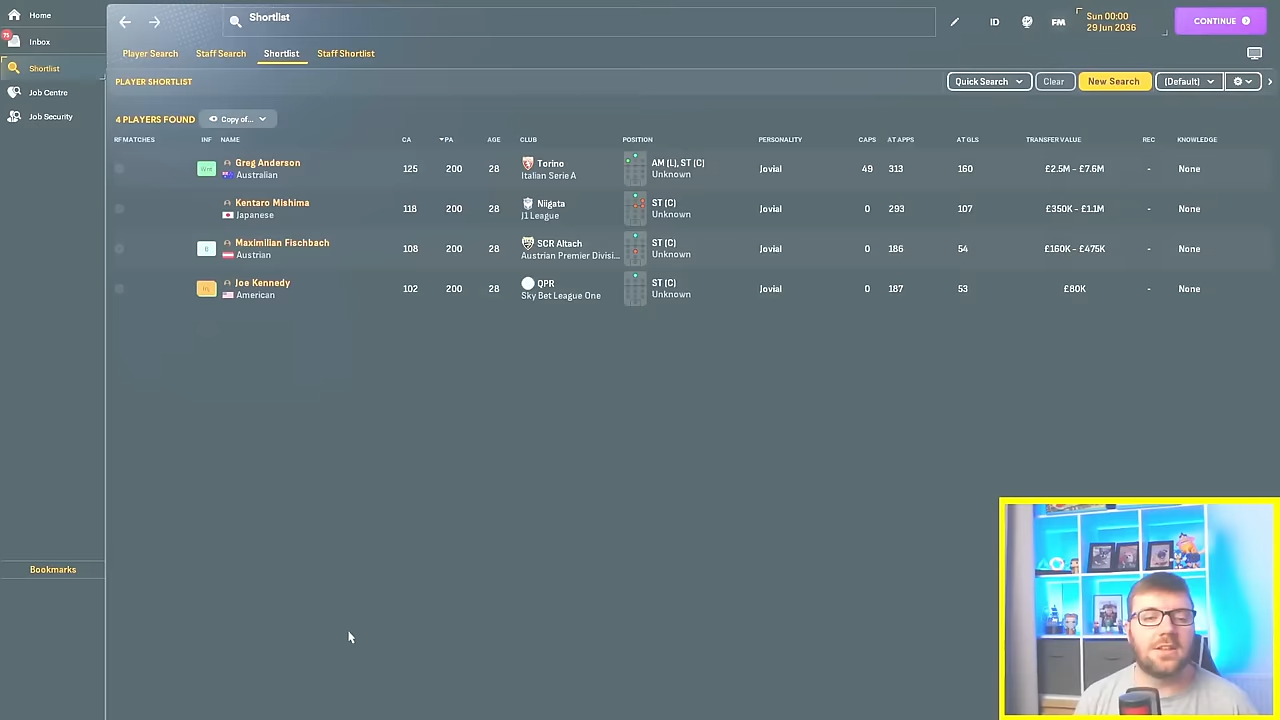 Home
Shortlist
ID
FM
Sun 00:00
29 Jun 2036
CONTINUE
75
Inbox
Player Search
Staff Search
Shortlist
Staff Shortlist
Shortlist
PLAYER SHORTLIST
Quick Search
Clear
New Search
(Default)
Job Centre
Job Security
4 PLAYERS FOUND
Copy of...
RF MATCHES
INF
NAME
CA
PA
AGE
CLUB
POSITION
PERSONALITY
CAPS
AT APPS
AT GLS
TRANSFER VALUE
REC
KNOWLEDGE
Wnt
Greg Anderson
Australian
125
200
28
Torino
Italian Serie A
AM (L), ST (C)
Unknown
Jovial
49
313
160
£2.5M - £7.6M
-
None
Kentaro Mishima
Japanese
118
200
28
Niigata
J1 League
ST (C)
Unknown
Jovial
0
293
107
£350K - £1.1M
-
None
Maximilian Fischbach
Austrian
108
200
28
SCR Altach
Austrian Premier Divisi...
ST (C)
Unknown
Jovial
0
186
54
£160K - £475K
-
None
Joe Kennedy
American
102
200
28
QPR
Sky Bet League One
ST (C)
Unknown
Jovial
0
187
53
£80K
-
None
Bookmarks